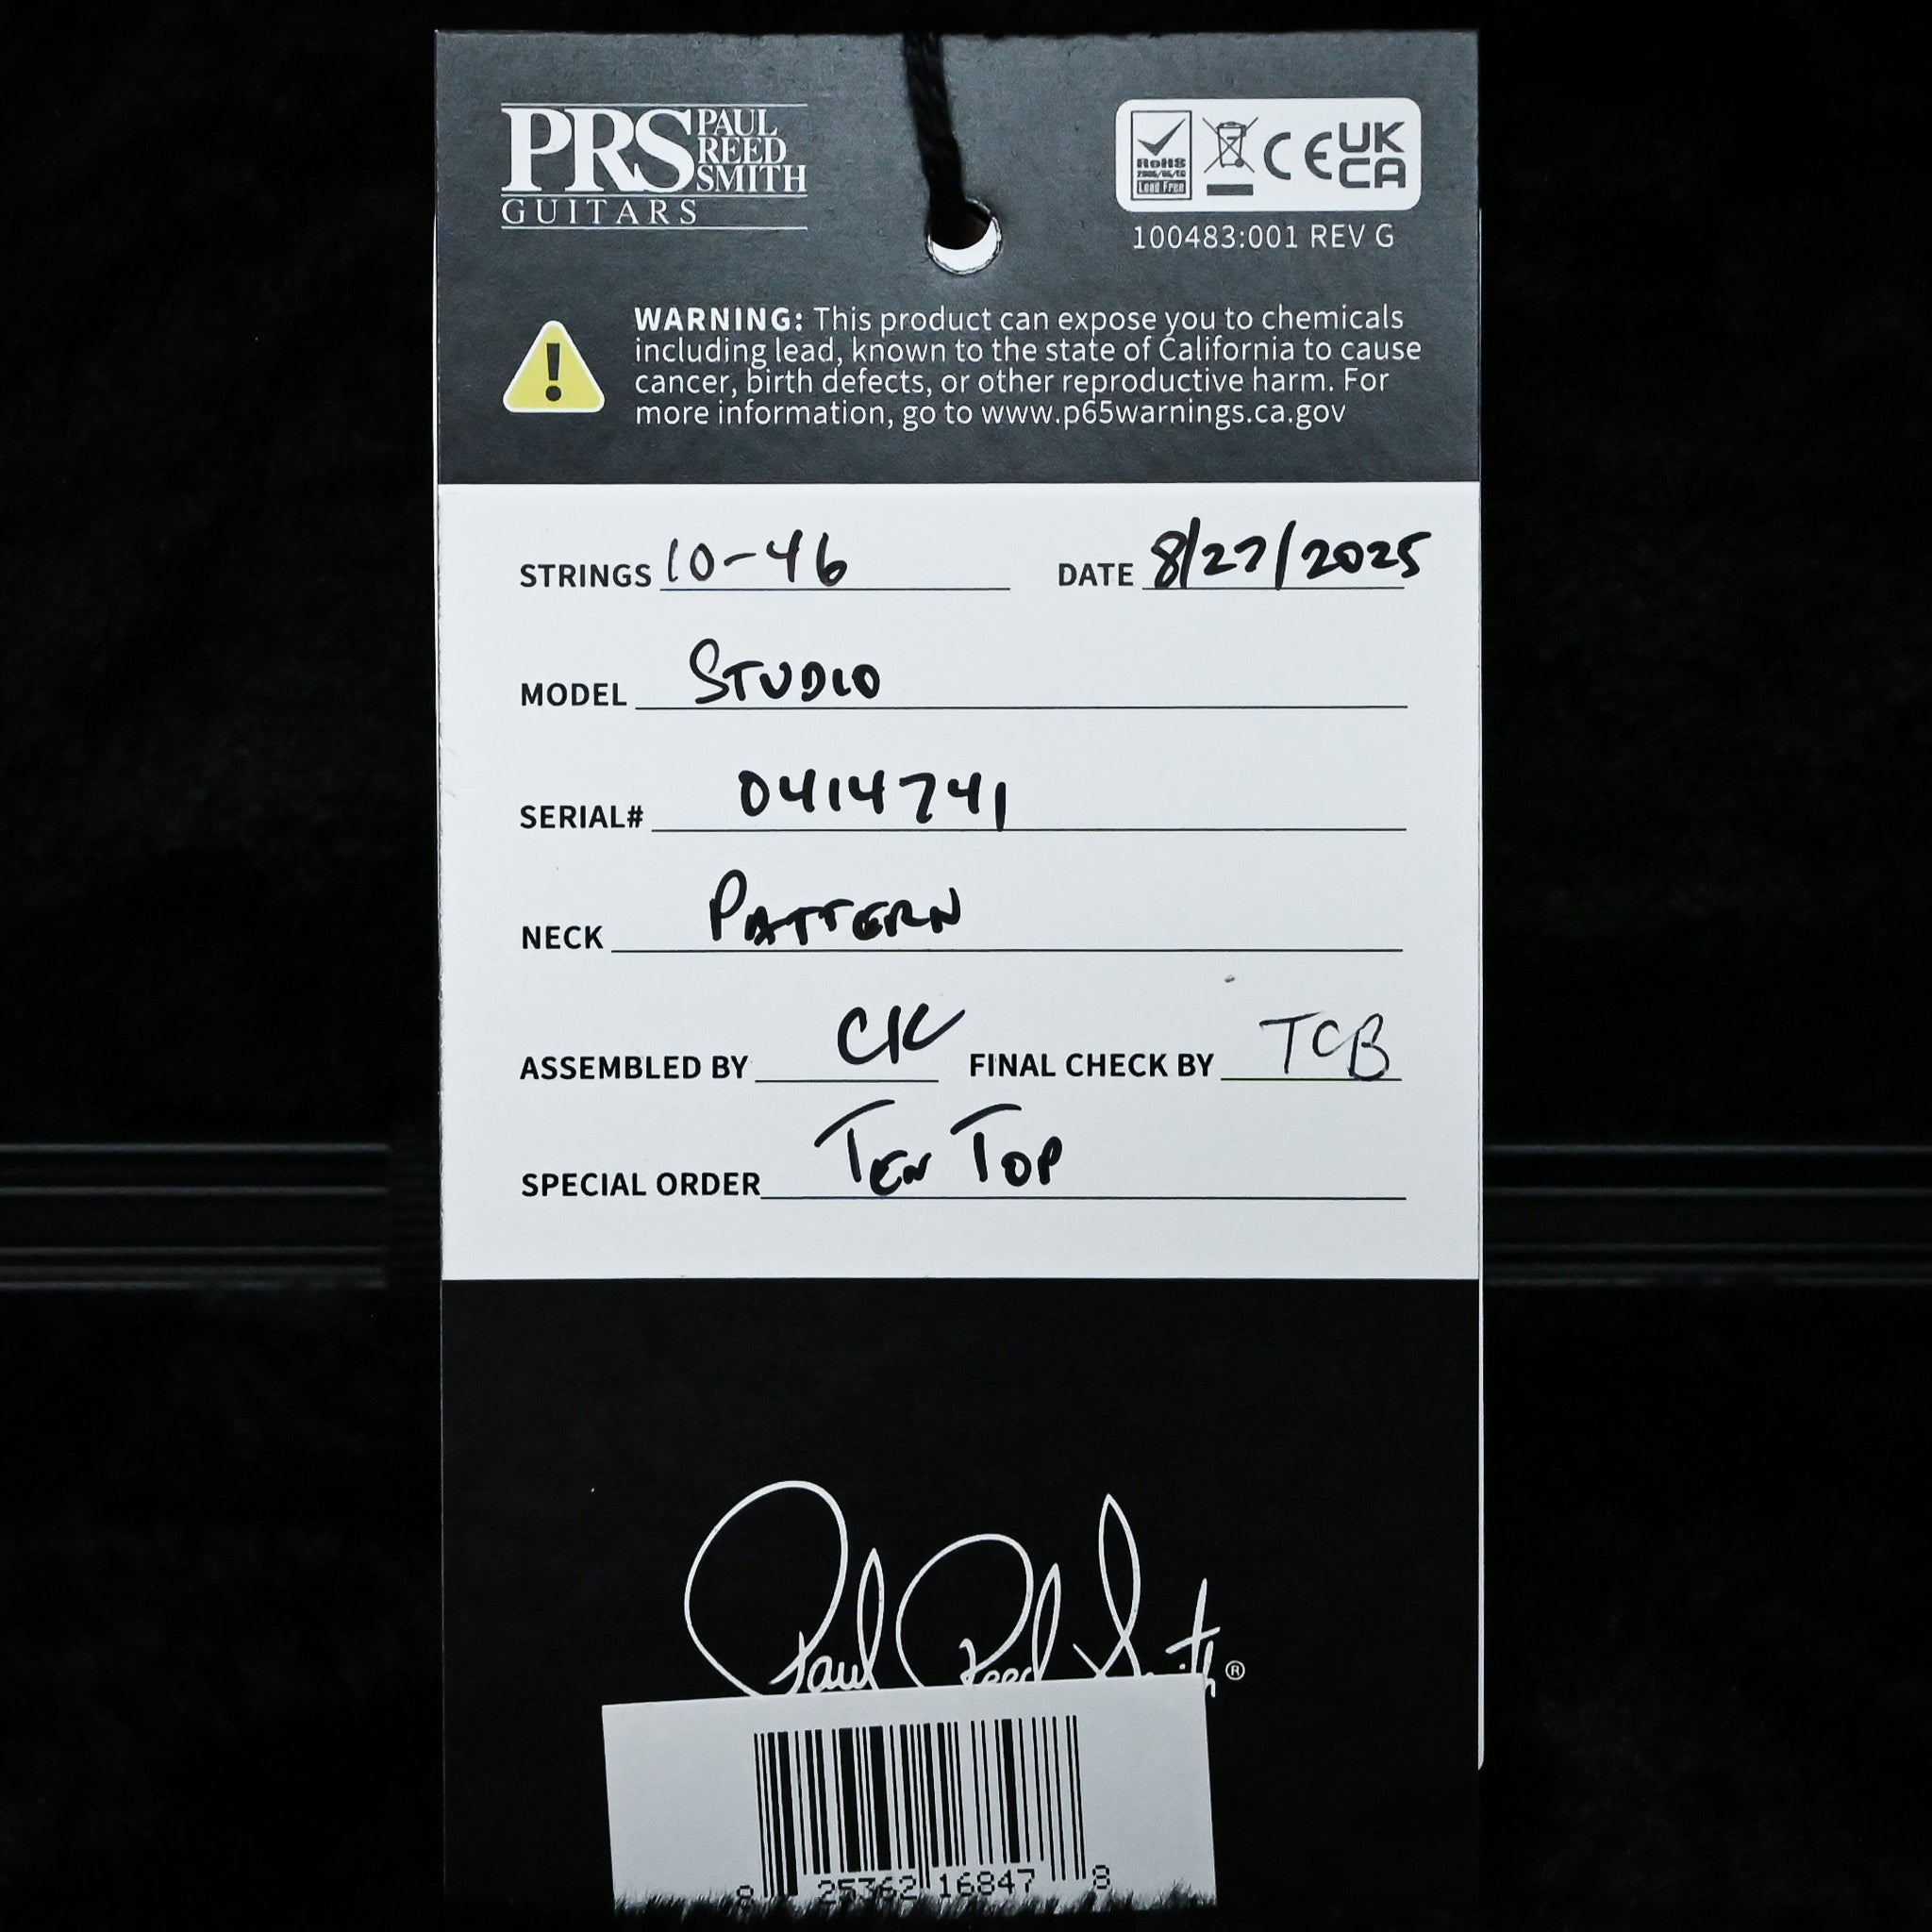 PRS PAUL REED SMITH
GUITARS
RoHS
2005/95/EC
Lead Free
CE UK CA
100483:001 REV G
WARNING: This product can expose you to chemicals
including lead, known to the state of California to cause
cancer, birth defects, or other reproductive harm. For
more information, go to www.p65warnings.ca.gov
STRINGS 10-46 DATE 8/27/2025
MODEL STUDIO
SERIAL# 0414741
NECK PATTERN
ASSEMBLED BY CK FINAL CHECK BY TCB
SPECIAL ORDER TEN TOP
Paul Reed Smith®
8 25362 16847 8